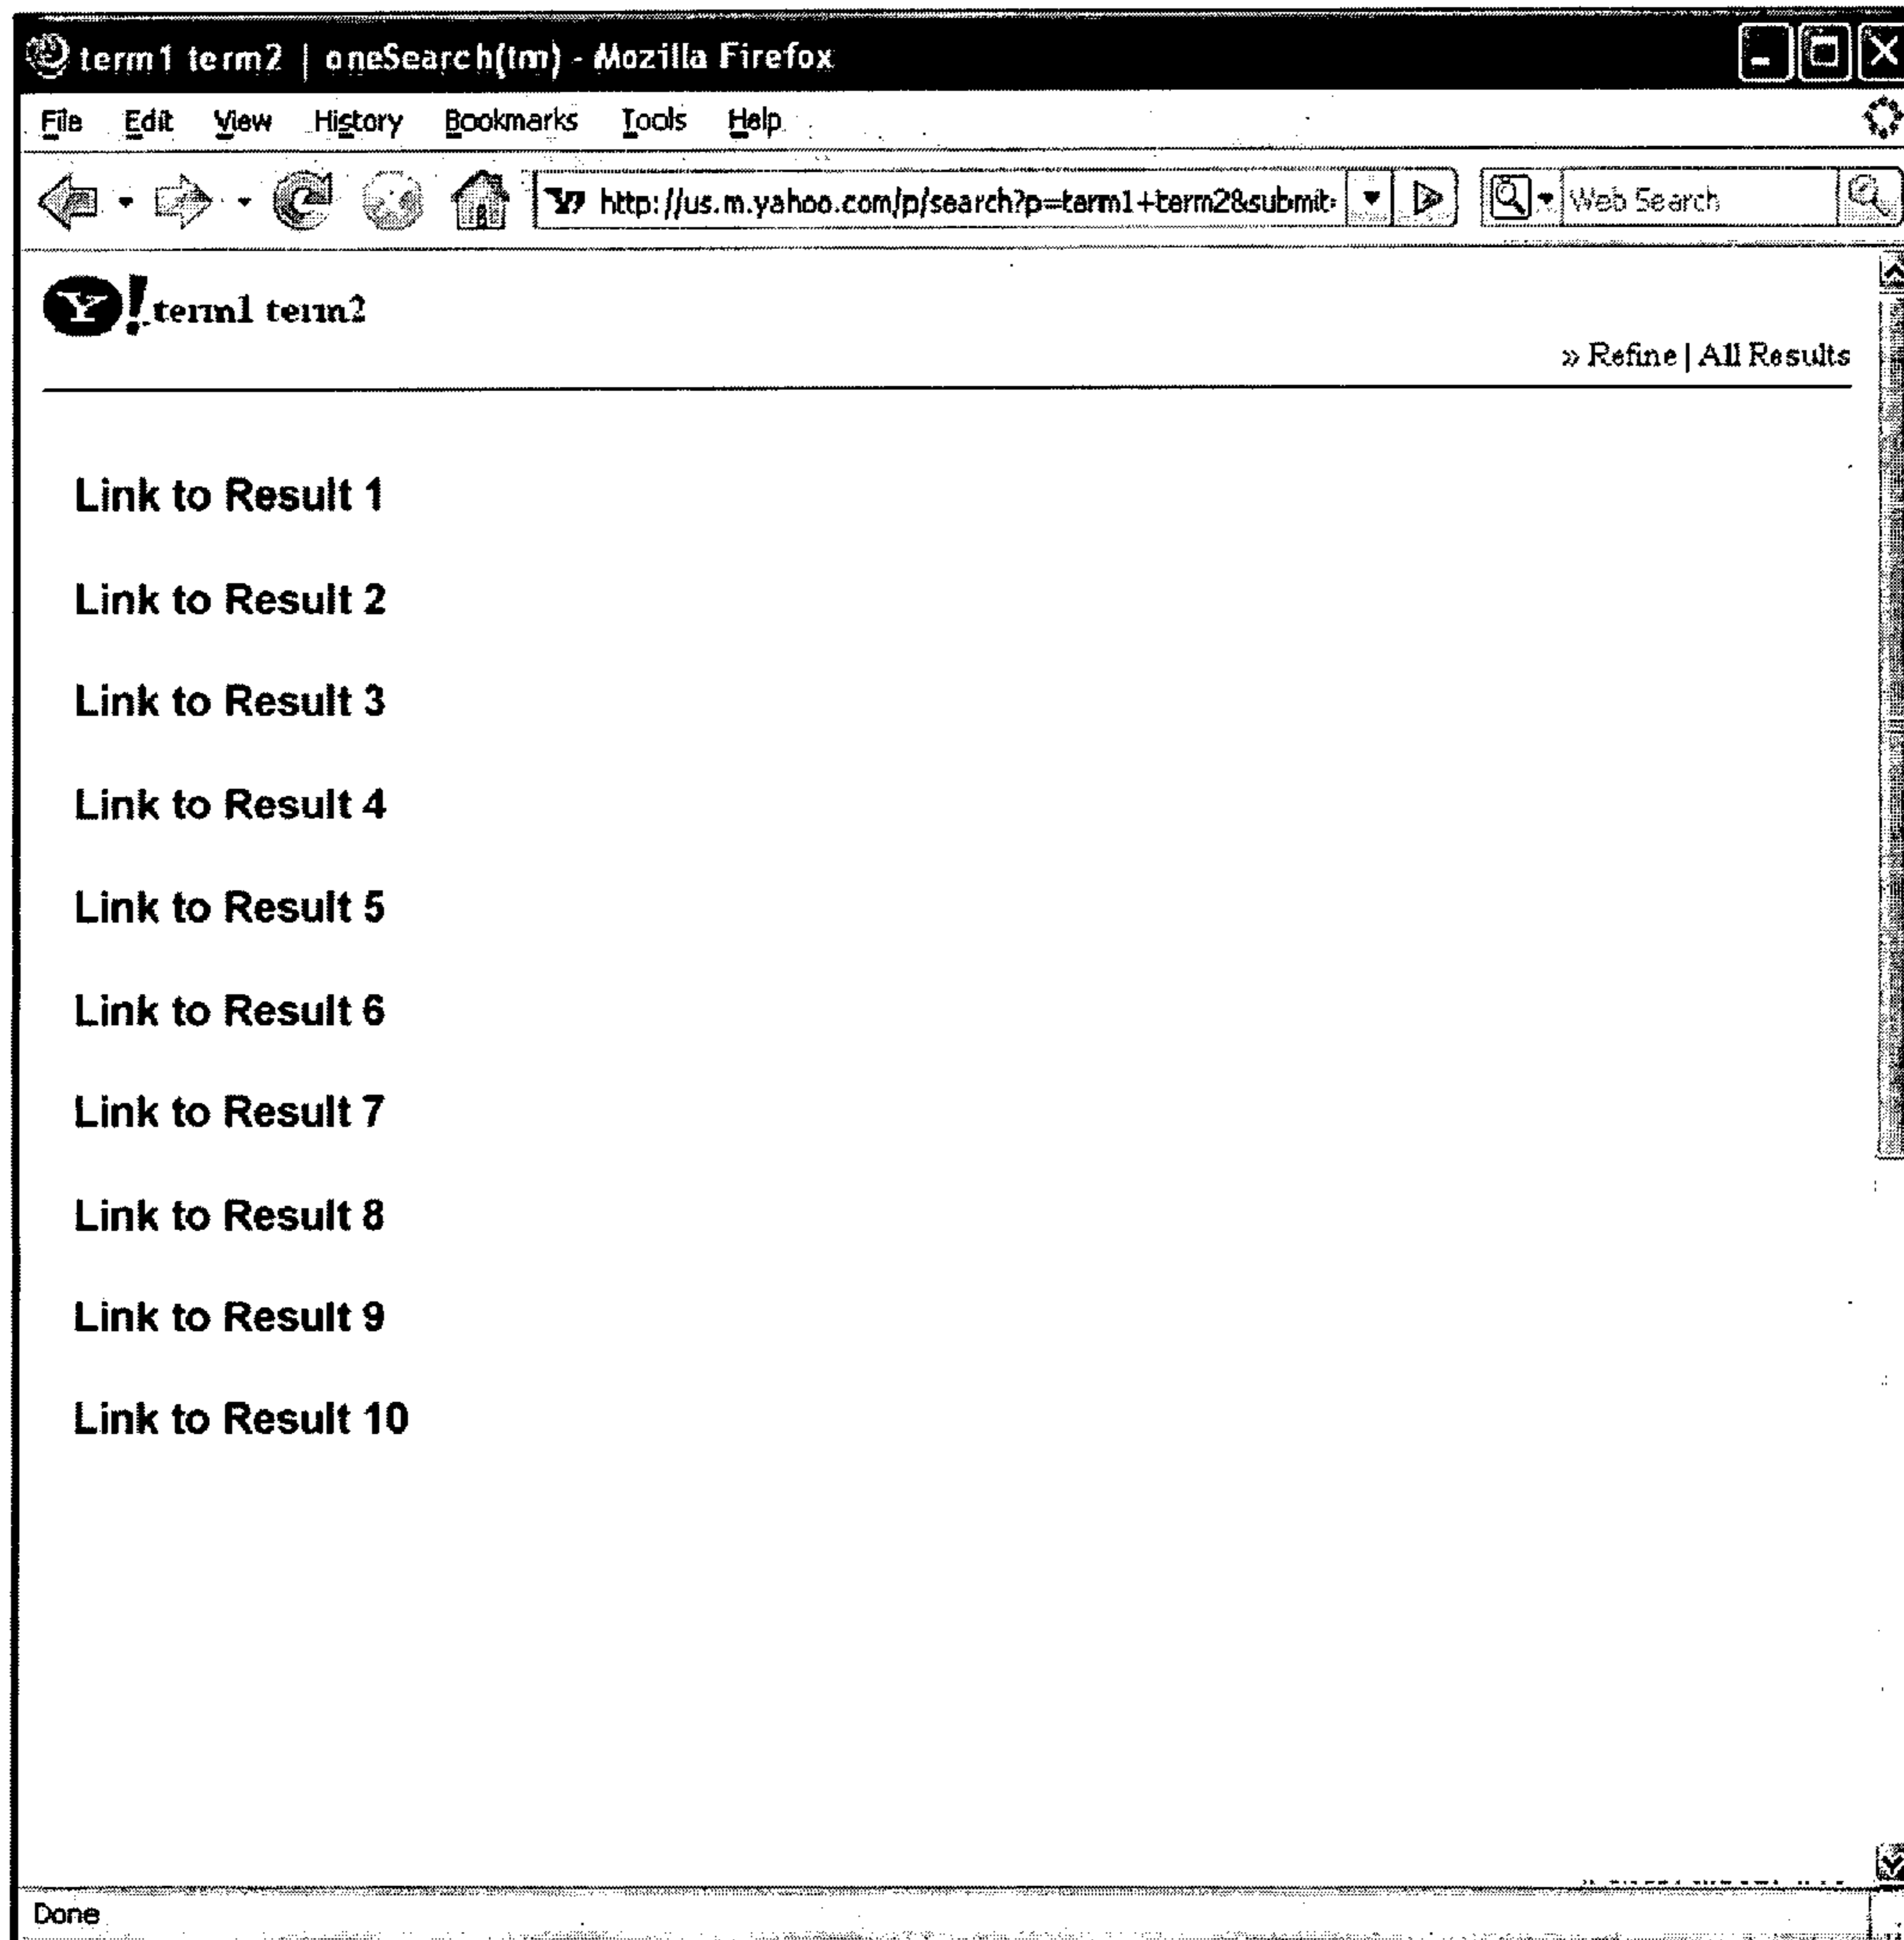 term1 term2 | oneSearch(tm) - Mozilla Firefox
File Edit View History Bookmarks Tools Help
http://us.m.yahoo.com/p/search?p=term1+term2&submit= Web Search
Y! term1 term2
» Refine | All Results
Link to Result 1
Link to Result 2
Link to Result 3
Link to Result 4
Link to Result 5
Link to Result 6
Link to Result 7
Link to Result 8
Link to Result 9
Link to Result 10
Done